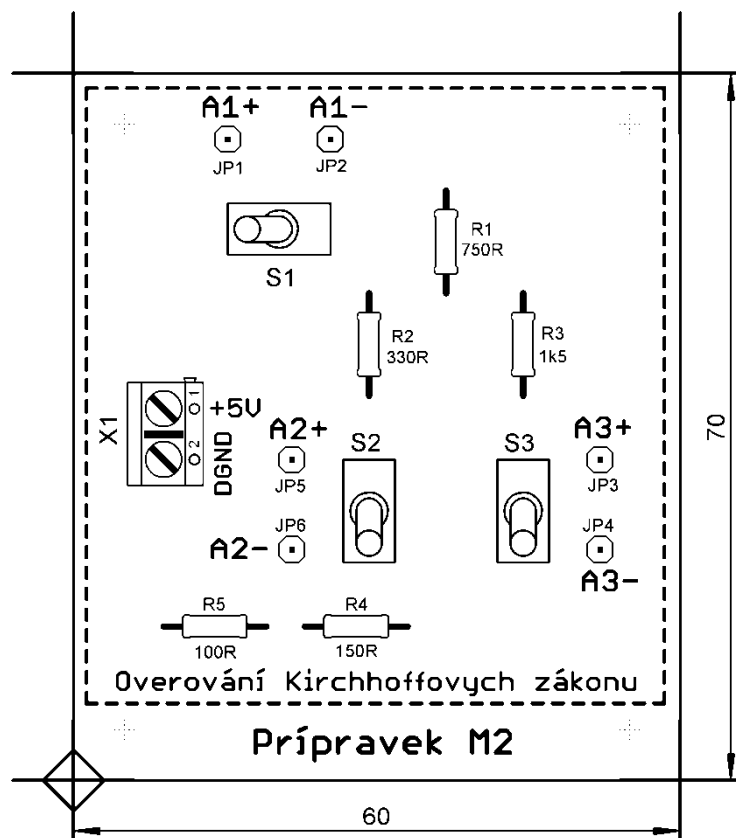 A1+ A1-
JP1 JP2
S1
R1
750R
R2
330R
R3
1k5
X1
1
+5V
2
DGND
A2+
JP5
S2
S3
A3+
JP3
JP6
A2-
JP4
A3-
R5
100R
R4
150R
Overování Kirchhoffovych zákonu
Prípravek M2
70
60